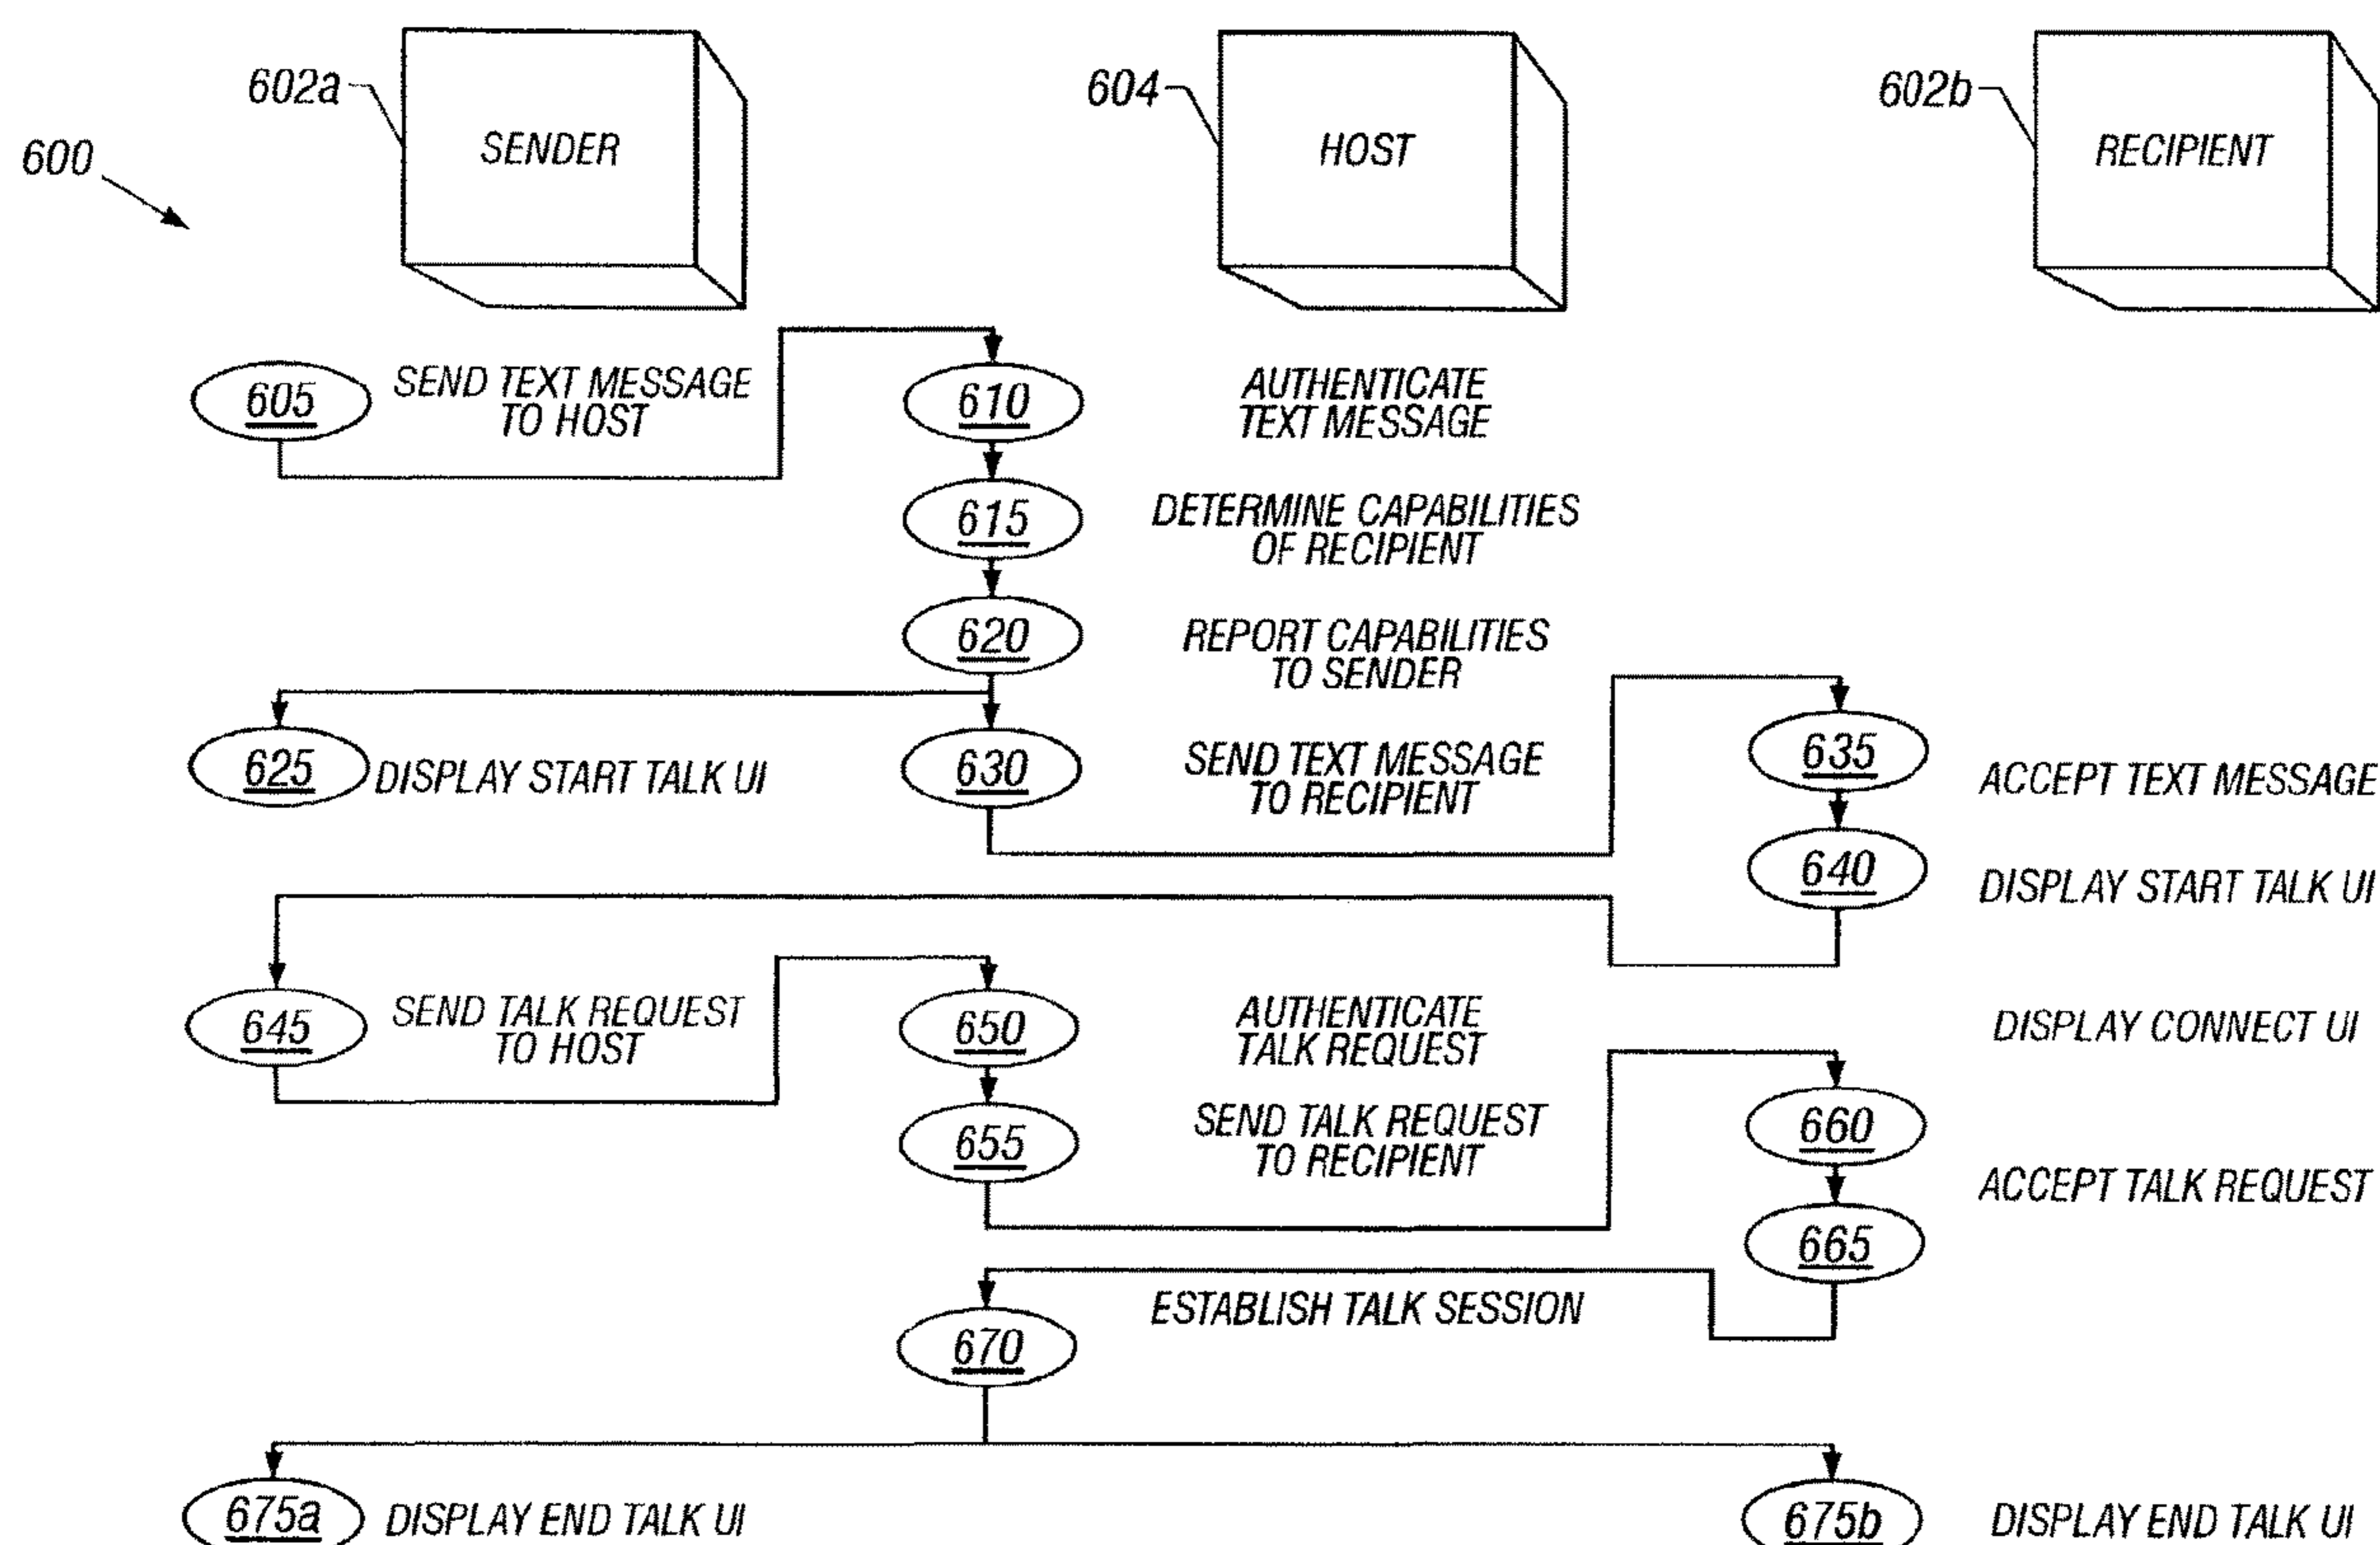 602a
SENDER
604
HOST
602b
RECIPIENT
600
605
SEND TEXT MESSAGE
TO HOST
610
AUTHENTICATE
TEXT MESSAGE
615
DETERMINE CAPABILITIES
OF RECIPIENT
620
REPORT CAPABILITIES
TO SENDER
625
DISPLAY START TALK UI
630
SEND TEXT MESSAGE
TO RECIPIENT
635
ACCEPT TEXT MESSAGE
640
DISPLAY START TALK UI
645
SEND TALK REQUEST
TO HOST
650
AUTHENTICATE
TALK REQUEST
DISPLAY CONNECT UI
655
SEND TALK REQUEST
TO RECIPIENT
660
ACCEPT TALK REQUEST
665
ESTABLISH TALK SESSION
670
675a
DISPLAY END TALK UI
675b
DISPLAY END TALK UI